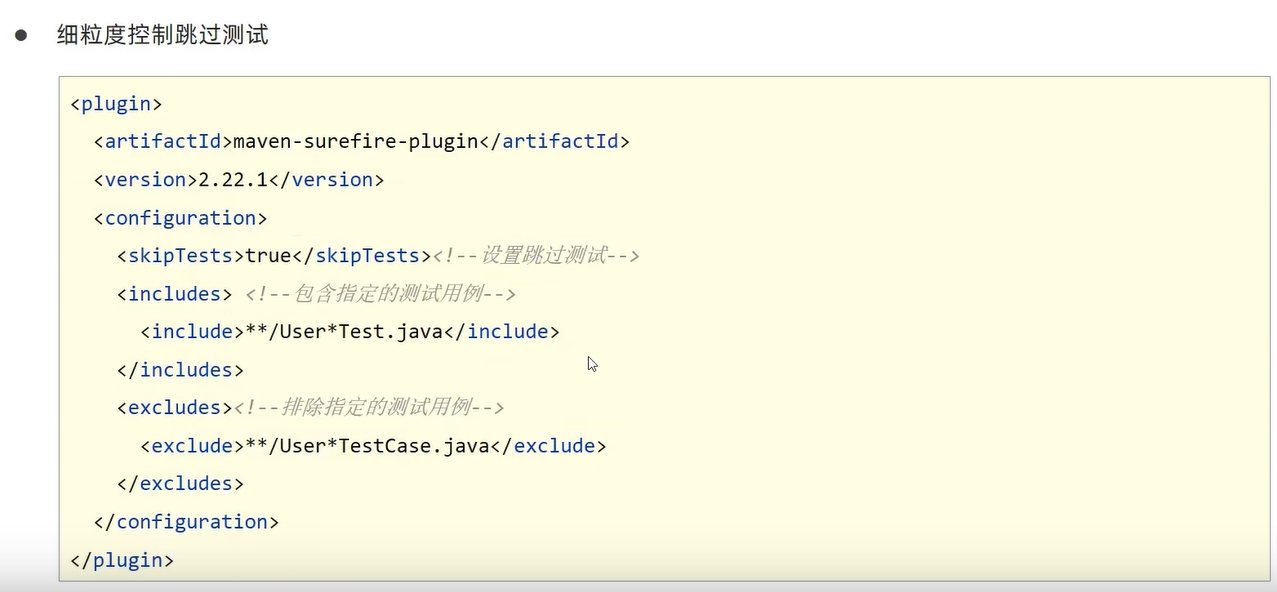 ● 细粒度控制跳过测试
<plugin>
<artifactId>maven-surefire-plugin</artifactId>
<version>2.22.1</version>
<configuration>
<skipTests>true</skipTests><!--设置跳过测试-->
<includes> <!--包含指定的测试用例-->
<include>**/User*Test.java</include>
</includes>
<excludes><!--排除指定的测试用例-->
<exclude>**/User*TestCase.java</exclude>
</excludes>
</configuration>
</plugin>